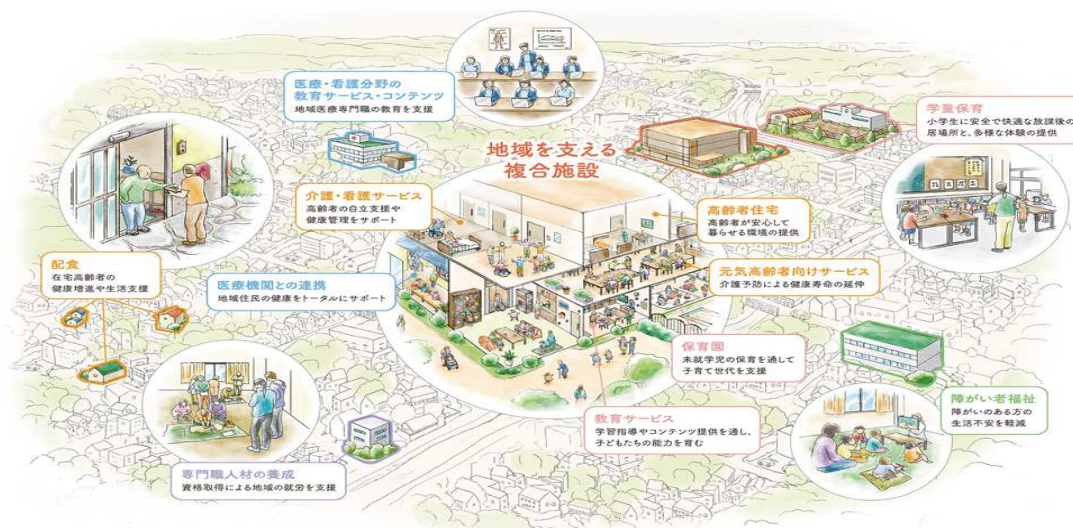 医療・看護分野の
教育サービス・コンテンツ
地域医療専門職の教育を支援
学童保育
小学生に安全で快適な放課後の
居場所と、多様な体験の提供
地域を支える
複合施設
介護・看護サービス
高齢者の自立支援や
健康管理をサポート
高齢者住宅
高齢者が安心して
暮らせる環境の提供
配食
在宅高齢者の
健康増進や生活支援
医療機関との連携
地域住民の健康をトータルにサポート
元気高齢者向けサービス
介護予防による健康寿命の延伸
保育園
未就学児の保育を通して
子育て世代を支援
教育サービス
学習指導やコンテンツ提供を通し、
子どもたちの能力を育む
障がい者福祉
障がいのある方の
生活不安を軽減
専門職人材の養成
資格取得による地域の就労を支援